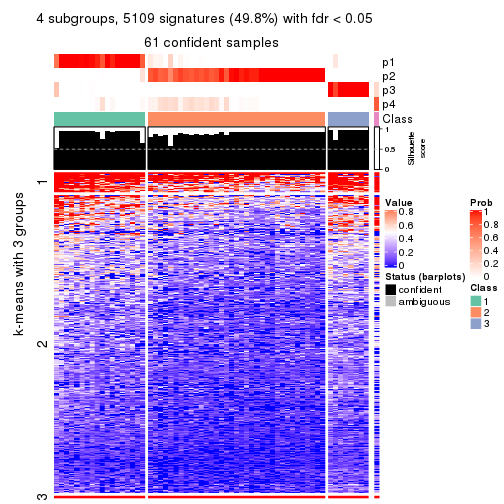 4 subgroups, 5109 signatures (49.8%) with fdr < 0.05
61 confident samples
p1
p2
p3
p4
Class
1
0.5
0
Silhouette
score
k-means with 3 groups
1
2
3
Value
0.8
0.6
0.4
0.2
0
Status (barplots)
confident
ambiguous
Prob
1
0.8
0.6
0.4
0.2
0
Class
1
2
3